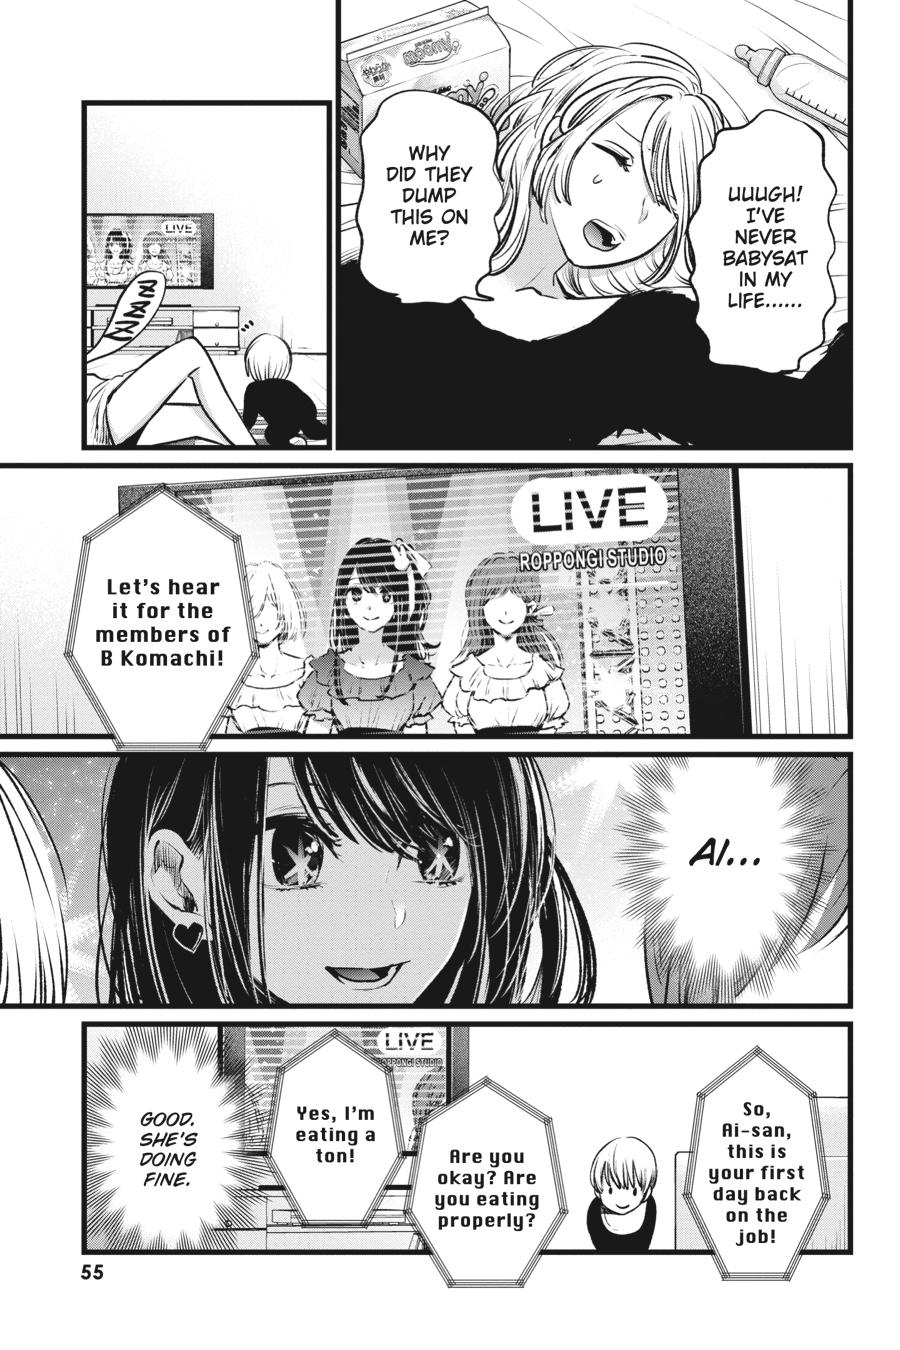 moomy
UUUGH!
I'VE
NEVER
BABYSAT
IN MY
LIFE......
WHY
DID THEY
DUMP
THIS ON
ME?
LIVE
LIVE
ROPPONGI STUDIO
Let's hear
it for the
members of
B Komachi!
AI...
So,
Ai-san,
this is
your first
day back
on the
job!
Are you
okay? Are
you eating
properly?
LIVE
ROPPONGI STUDIO
Yes, I'm
eating a
ton!
GOOD.
SHE'S
DOING
FINE.
55